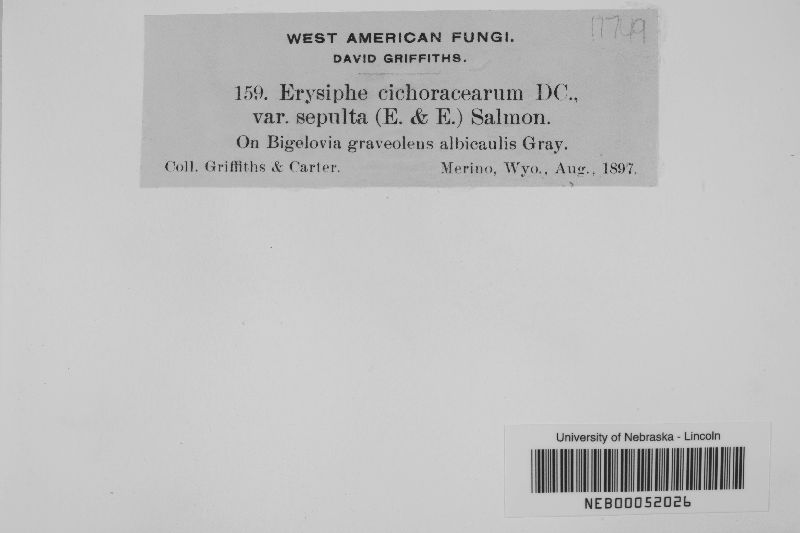 17749
WEST AMERICAN FUNGI.
DAVID GRIFFITHS.
159. Erysiphe cichoracearum DC.,
var. sepulta (E. & E.) Salmon.
On Bigelovia graveolens albicaulis Gray.
Coll. Griffiths & Carter. Merino, Wyo., Aug., 1897.
University of Nebraska - Lincoln
NEB00052026